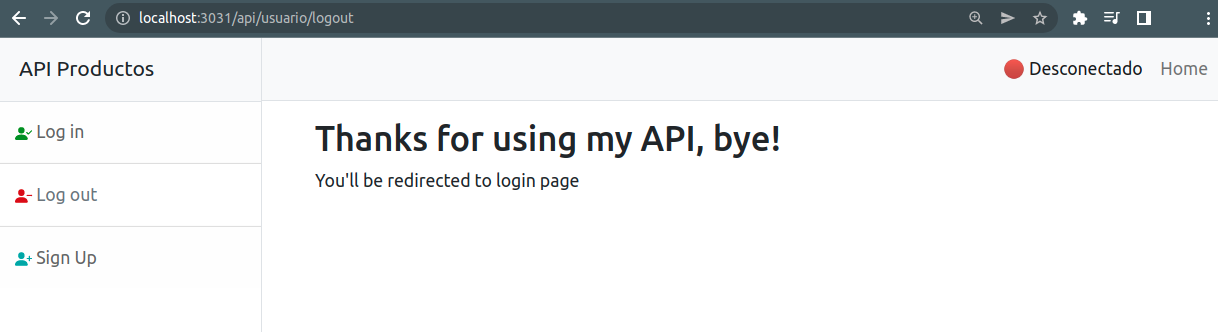 localhost:3031/api/usuario/logout
API Productos
Desconectado Home
Log in
Log out
Sign Up
Thanks for using my API, bye!
You'll be redirected to login page